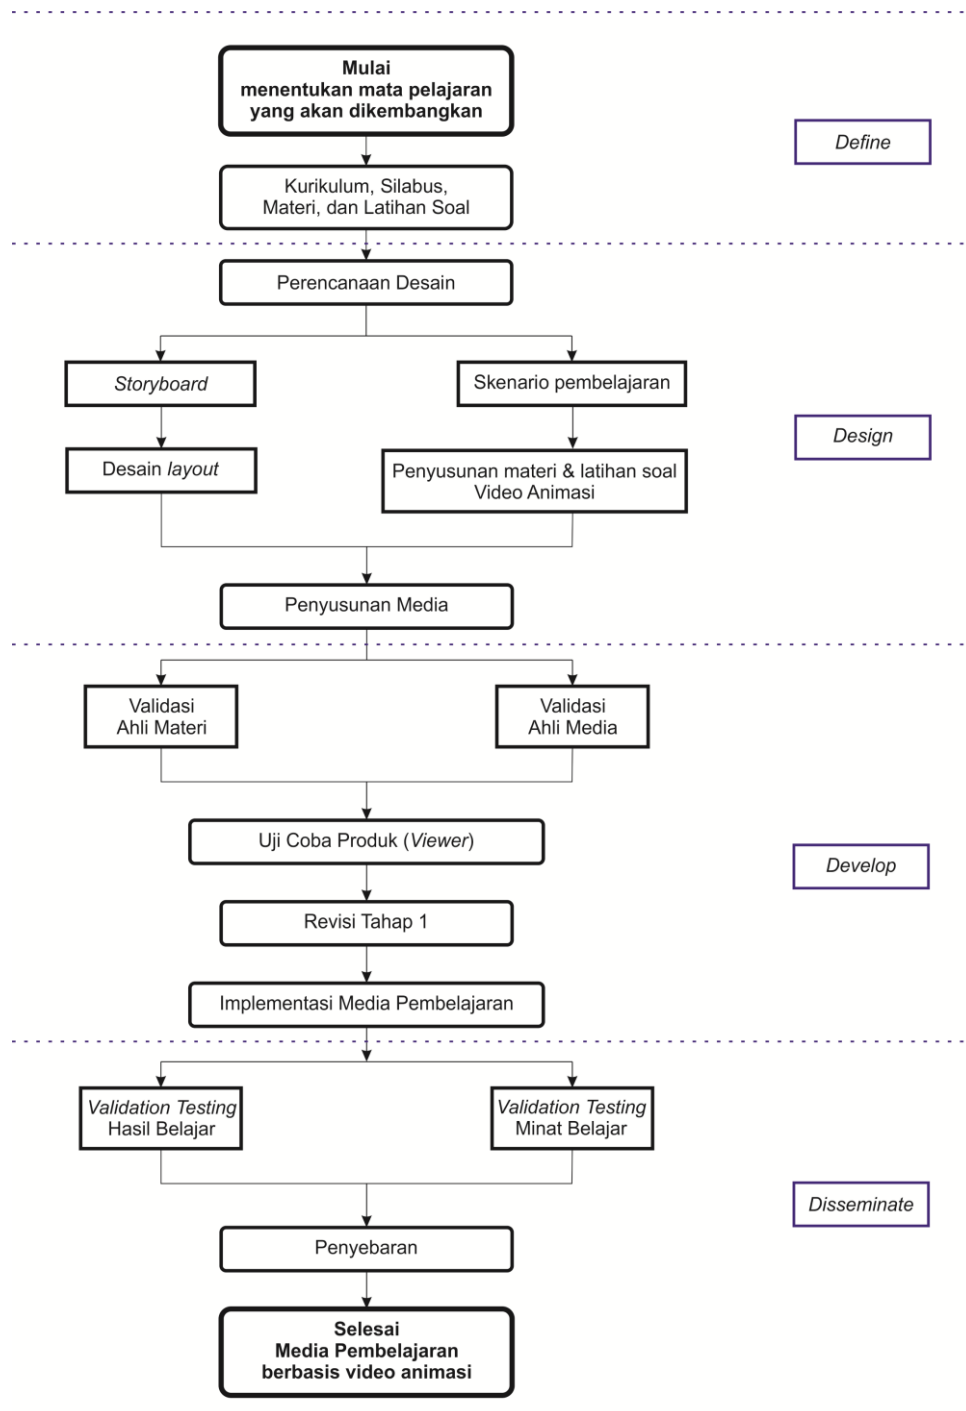 Mulai
menentukan mata pelajaran
yang akan dikembangkan
Define
Kurikulum, Silabus,
Materi, dan Latihan Soal
Perencanaan Desain
Storyboard
Skenario pembelajaran
Design
Desain layout
Penyusunan materi & latihan soal
Video Animasi
Penyusunan Media
Validasi
Ahli Materi
Validasi
Ahli Media
Uji Coba Produk (Viewer)
Develop
Revisi Tahap 1
Implementasi Media Pembelajaran
Validation Testing
Hasil Belajar
Validation Testing
Minat Belajar
Disseminate
Penyebaran
Selesai
Media Pembelajaran
berbasis video animasi